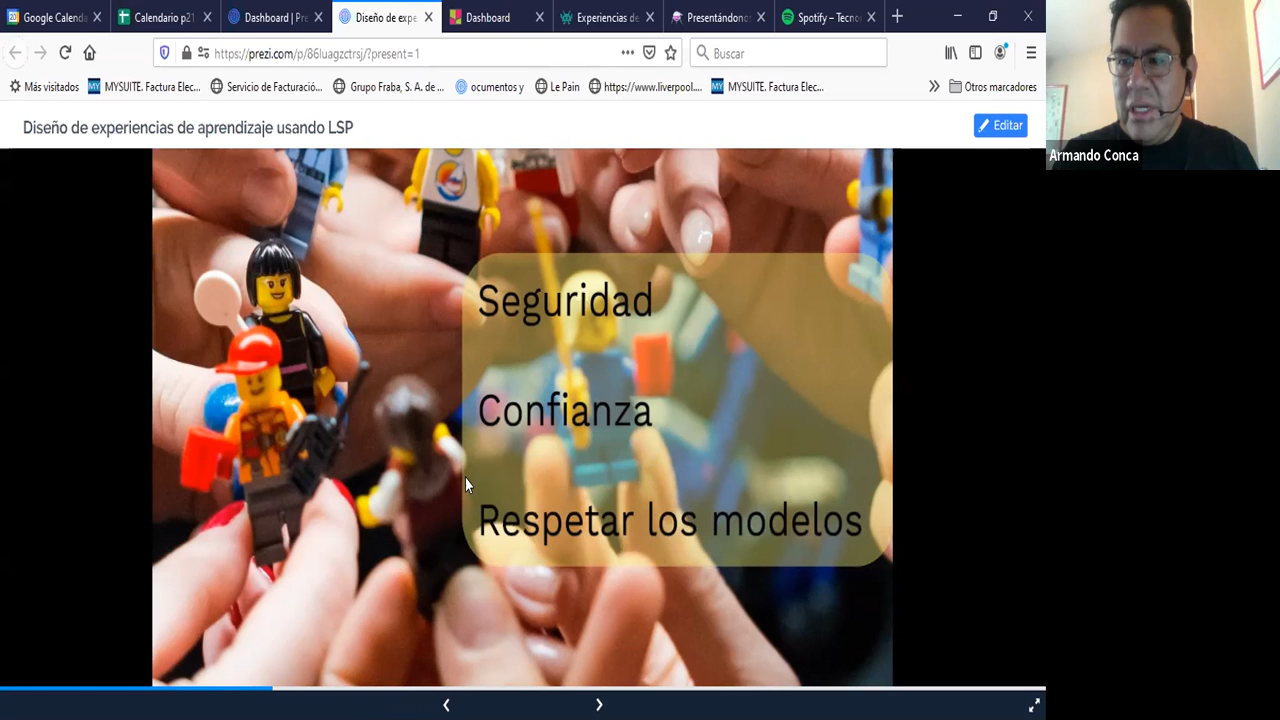 Google Calenda
Calendario p21
Dashboard | Pre
Diseño de expe
Dashboard
Experiencias de
Presentándono
Spotify – Tecno
https://prezi.com/p/86luagzctrsj/?present=1
Buscar
Más visitados
MYSUITE. Factura Elec...
Servicio de Facturació...
Grupo Fraba, S. A. de ...
ocumentos y
Le Pain
https://www.liverpool....
MYSUITE. Factura Elec...
Otros marcadores
Diseño de experiencias de aprendizaje usando LSP
Editar
Armando Conca
Seguridad
Confianza
Respetar los modelos